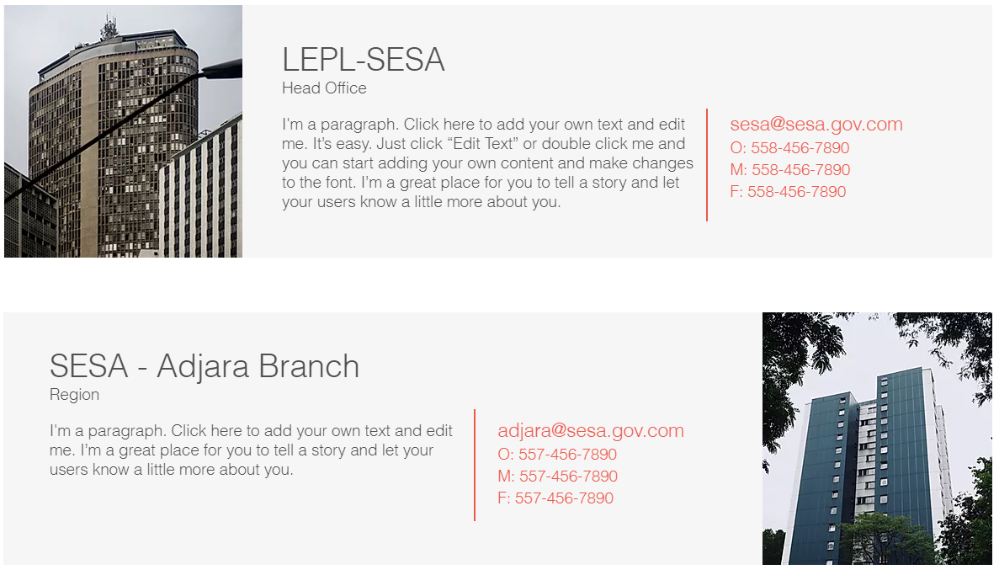 LEPL-SESA
Head Office
I'm a paragraph. Click here to add your own text and edit
me. It’s easy. Just click “Edit Text” or double click me and
you can start adding your own content and make changes
to the font. I’m a great place for you to tell a story and let
your users know a little more about you.
sesa@sesa.gov.com
O: 558-456-7890
M: 558-456-7890
F: 558-456-7890
SESA - Adjara Branch
Region
I'm a paragraph. Click here to add your own text and edit
me. I’m a great place for you to tell a story and let your
users know a little more about you.
adjara@sesa.gov.com
O: 557-456-7890
M: 557-456-7890
F: 557-456-7890